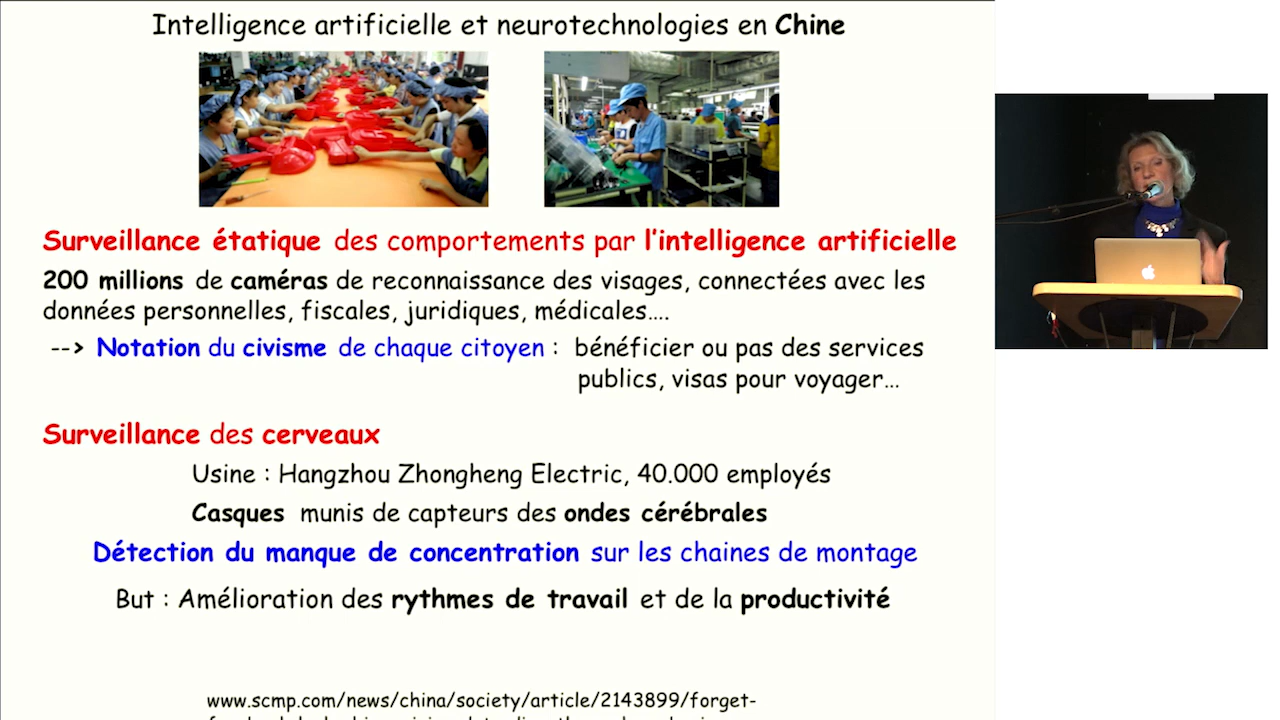 Intelligence artificielle et neurotechnologies en Chine
Surveillance étatique des comportements par l'intelligence artificielle
200 millions de caméras de reconnaissance des visages, connectées avec les
données personnelles, fiscales, juridiques, médicales....
--> Notation du civisme de chaque citoyen : bénéficier ou pas des services
publics, visas pour voyager...
Surveillance des cerveaux
Usine : Hangzhou Zhongheng Electric, 40.000 employés
Casques munis de capteurs des ondes cérébrales
Détection du manque de concentration sur les chaines de montage
But : Amélioration des rythmes de travail et de la productivité
www.scmp.com/news/china/society/article/2143899/forget-